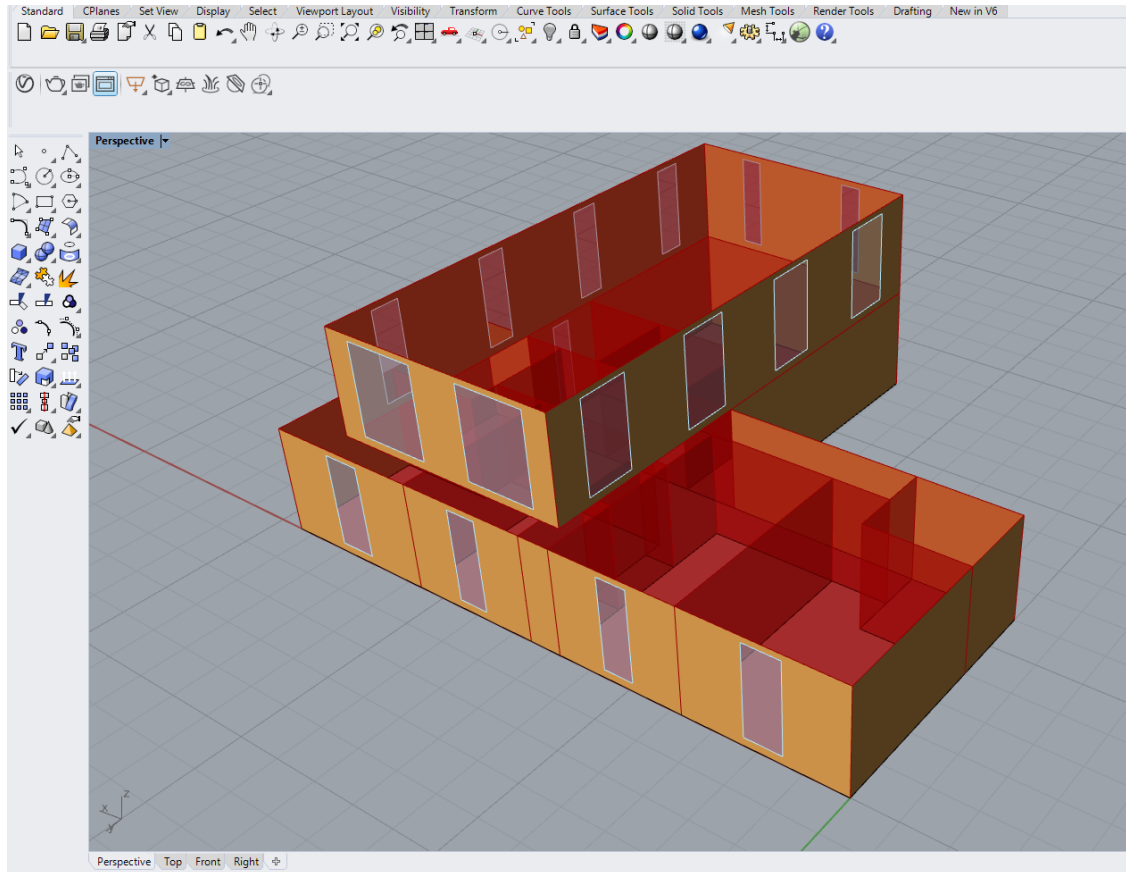 Standard CPlanes Set View Display Select Viewport Layout Visibility Transform Curve Tools Surface Tools Solid Tools Mesh Tools Render Tools Drafting New in V6
Perspective
z
x
y
Perspective Top Front Right